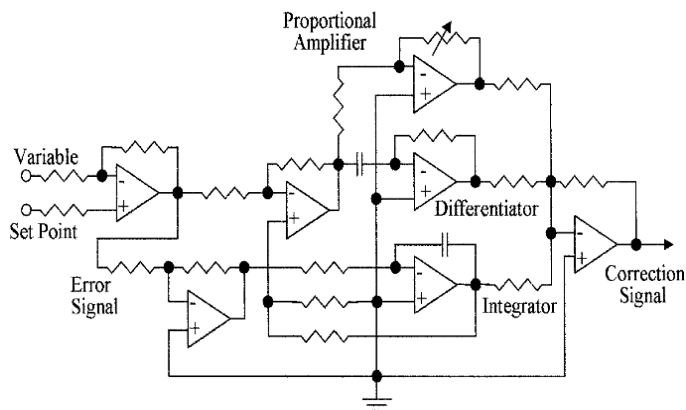 Proportional
Amplifier
Variable
Set Point
Differentiator
Error
Signal
Integrator
Correction
Signal